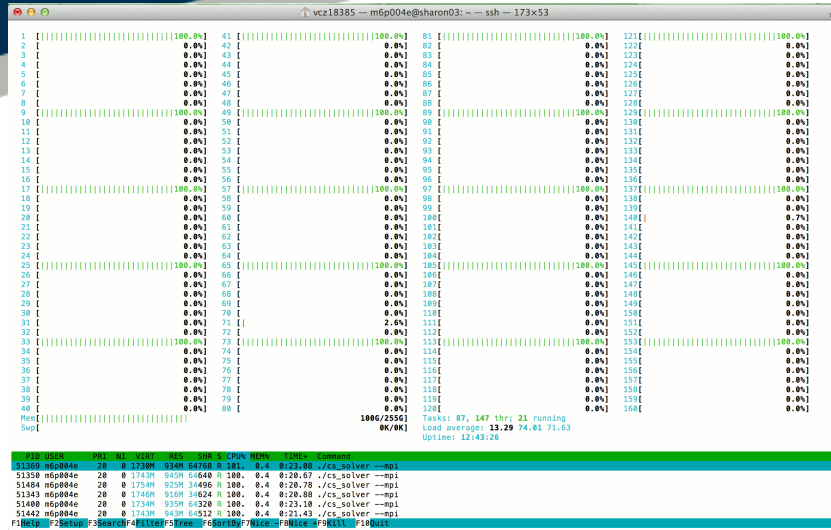 vcz18385 — m6p004e@sharon03: ~ — ssh — 173×53
1 [||||||||||||||||||||||||||100.0%] 41 [||||||||||||||||||||||||||100.0%] 81 [||||||||||||||||||||||||||100.0%] 121[||||||||||||||||||||||||||100.0%]
2 [0.0%] 42 [0.0%] 82 [0.0%] 122[0.0%]
3 [0.0%] 43 [0.0%] 83 [0.0%] 123[0.0%]
4 [0.0%] 44 [0.0%] 84 [0.0%] 124[0.0%]
5 [0.0%] 45 [0.0%] 85 [0.0%] 125[0.0%]
6 [0.0%] 46 [0.0%] 86 [0.0%] 126[0.0%]
7 [0.0%] 47 [0.0%] 87 [0.0%] 127[0.0%]
8 [0.0%] 48 [0.0%] 88 [0.0%] 128[0.0%]
9 [||||||||||||||||||||||||||100.0%] 49 [||||||||||||||||||||||||||100.0%] 89 [||||||||||||||||||||||||||100.0%] 129[||||||||||||||||||||||||||100.0%]
10 [0.0%] 50 [0.0%] 90 [0.0%] 130[0.0%]
11 [0.0%] 51 [0.0%] 91 [0.0%] 131[0.0%]
12 [0.0%] 52 [0.0%] 92 [0.0%] 132[0.0%]
13 [0.0%] 53 [0.0%] 93 [0.0%] 133[0.0%]
14 [0.0%] 54 [0.0%] 94 [0.0%] 134[0.0%]
15 [0.0%] 55 [0.0%] 95 [0.0%] 135[0.0%]
16 [0.0%] 56 [0.0%] 96 [0.0%] 136[0.0%]
17 [||||||||||||||||||||||||||100.0%] 57 [||||||||||||||||||||||||||100.0%] 97 [||||||||||||||||||||||||||100.0%] 137[||||||||||||||||||||||||||100.0%]
18 [0.0%] 58 [0.0%] 98 [0.0%] 138[0.0%]
19 [0.0%] 59 [0.0%] 99 [0.0%] 139[0.0%]
20 [0.0%] 60 [0.0%] 100[0.0%] 140[|0.7%]
21 [0.0%] 61 [0.0%] 101[0.0%] 141[0.0%]
22 [0.0%] 62 [0.0%] 102[0.0%] 142[0.0%]
23 [0.0%] 63 [0.0%] 103[0.0%] 143[0.0%]
24 [0.0%] 64 [0.0%] 104[0.0%] 144[0.0%]
25 [||||||||||||||||||||||||||100.0%] 65 [||||||||||||||||||||||||||100.0%] 105[||||||||||||||||||||||||||100.0%] 145[||||||||||||||||||||||||||100.0%]
26 [0.0%] 66 [0.0%] 106[0.0%] 146[0.0%]
27 [0.0%] 67 [0.0%] 107[0.0%] 147[0.0%]
28 [0.0%] 68 [0.0%] 108[0.0%] 148[0.0%]
29 [0.0%] 69 [0.0%] 109[0.0%] 149[0.0%]
30 [0.0%] 70 [0.0%] 110[0.0%] 150[0.0%]
31 [0.0%] 71 [|2.6%] 111[0.0%] 151[0.0%]
32 [0.0%] 72 [0.0%] 112[0.0%] 152[0.0%]
33 [||||||||||||||||||||||||||100.0%] 73 [||||||||||||||||||||||||||100.0%] 113[||||||||||||||||||||||||||100.0%] 153[||||||||||||||||||||||||||100.0%]
34 [0.0%] 74 [0.0%] 114[0.0%] 154[0.0%]
35 [0.0%] 75 [0.0%] 115[0.0%] 155[0.0%]
36 [0.0%] 76 [0.0%] 116[0.0%] 156[0.0%]
37 [0.0%] 77 [0.0%] 117[0.0%] 157[0.0%]
38 [0.0%] 78 [0.0%] 118[0.0%] 158[0.0%]
39 [0.0%] 79 [0.0%] 119[0.0%] 159[0.0%]
40 [0.0%] 80 [0.0%] 120[0.0%] 160[0.0%]
Mem[|||||||||||||||||||||||||||||100G/255G] Tasks: 87, 147 thr; 21 running
Swp[0K/0K] Load average: 13.29 74.01 71.63
Uptime: 12:43:26
PID USER PRI NI VIRT RES SHR S CPU% MEM% TIME+ Command
51369 m6p004e 20 0 1730M 934M 64768 R 101. 0.4 0:23.08 ./cs_solver --mpi
51350 m6p004e 20 0 1743M 945M 64640 R 100. 0.4 0:20.67 ./cs_solver --mpi
51484 m6p004e 20 0 1754M 925M 34496 R 100. 0.4 0:20.78 ./cs_solver --mpi
51343 m6p004e 20 0 1746M 916M 34624 R 100. 0.4 0:20.88 ./cs_solver --mpi
51400 m6p004e 20 0 1743M 935M 64320 R 100. 0.4 0:23.10 ./cs_solver --mpi
51442 m6p004e 20 0 1743M 943M 64512 R 100. 0.4 0:21.43 ./cs_solver --mpi
F1Help F2Setup F3SearchF4FilterF5Tree F6SortByF7Nice -F8Nice +F9Kill F10Quit